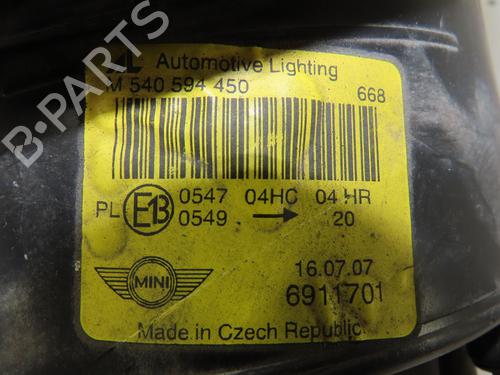 AL Automotive Lighting
M 540 594 450
668
PL E13 0547 04HC 04 HR
0549 → 20
MINI
16.07.07
6911701
Made in Czech Republic